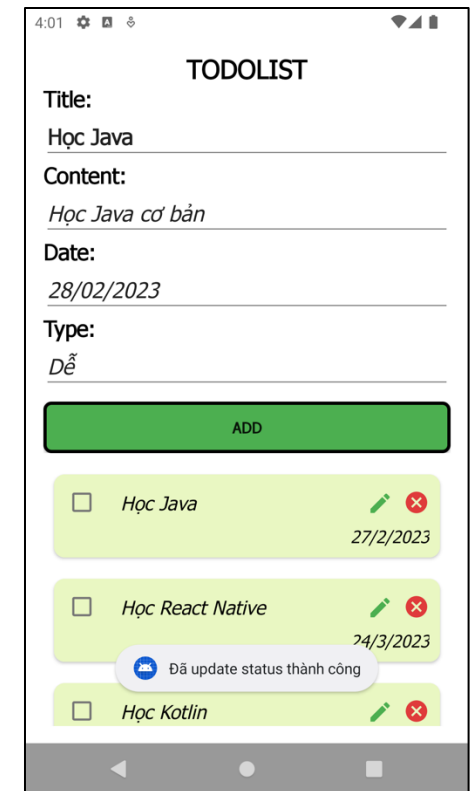 4:01
TODOLIST
Title:
Học Java
Content:
Học Java cơ bản
Date:
28/02/2023
Type:
Dễ
ADD
Học Java
27/2/2023
Học React Native
24/3/2023
Đã update status thành công
Học Kotlin